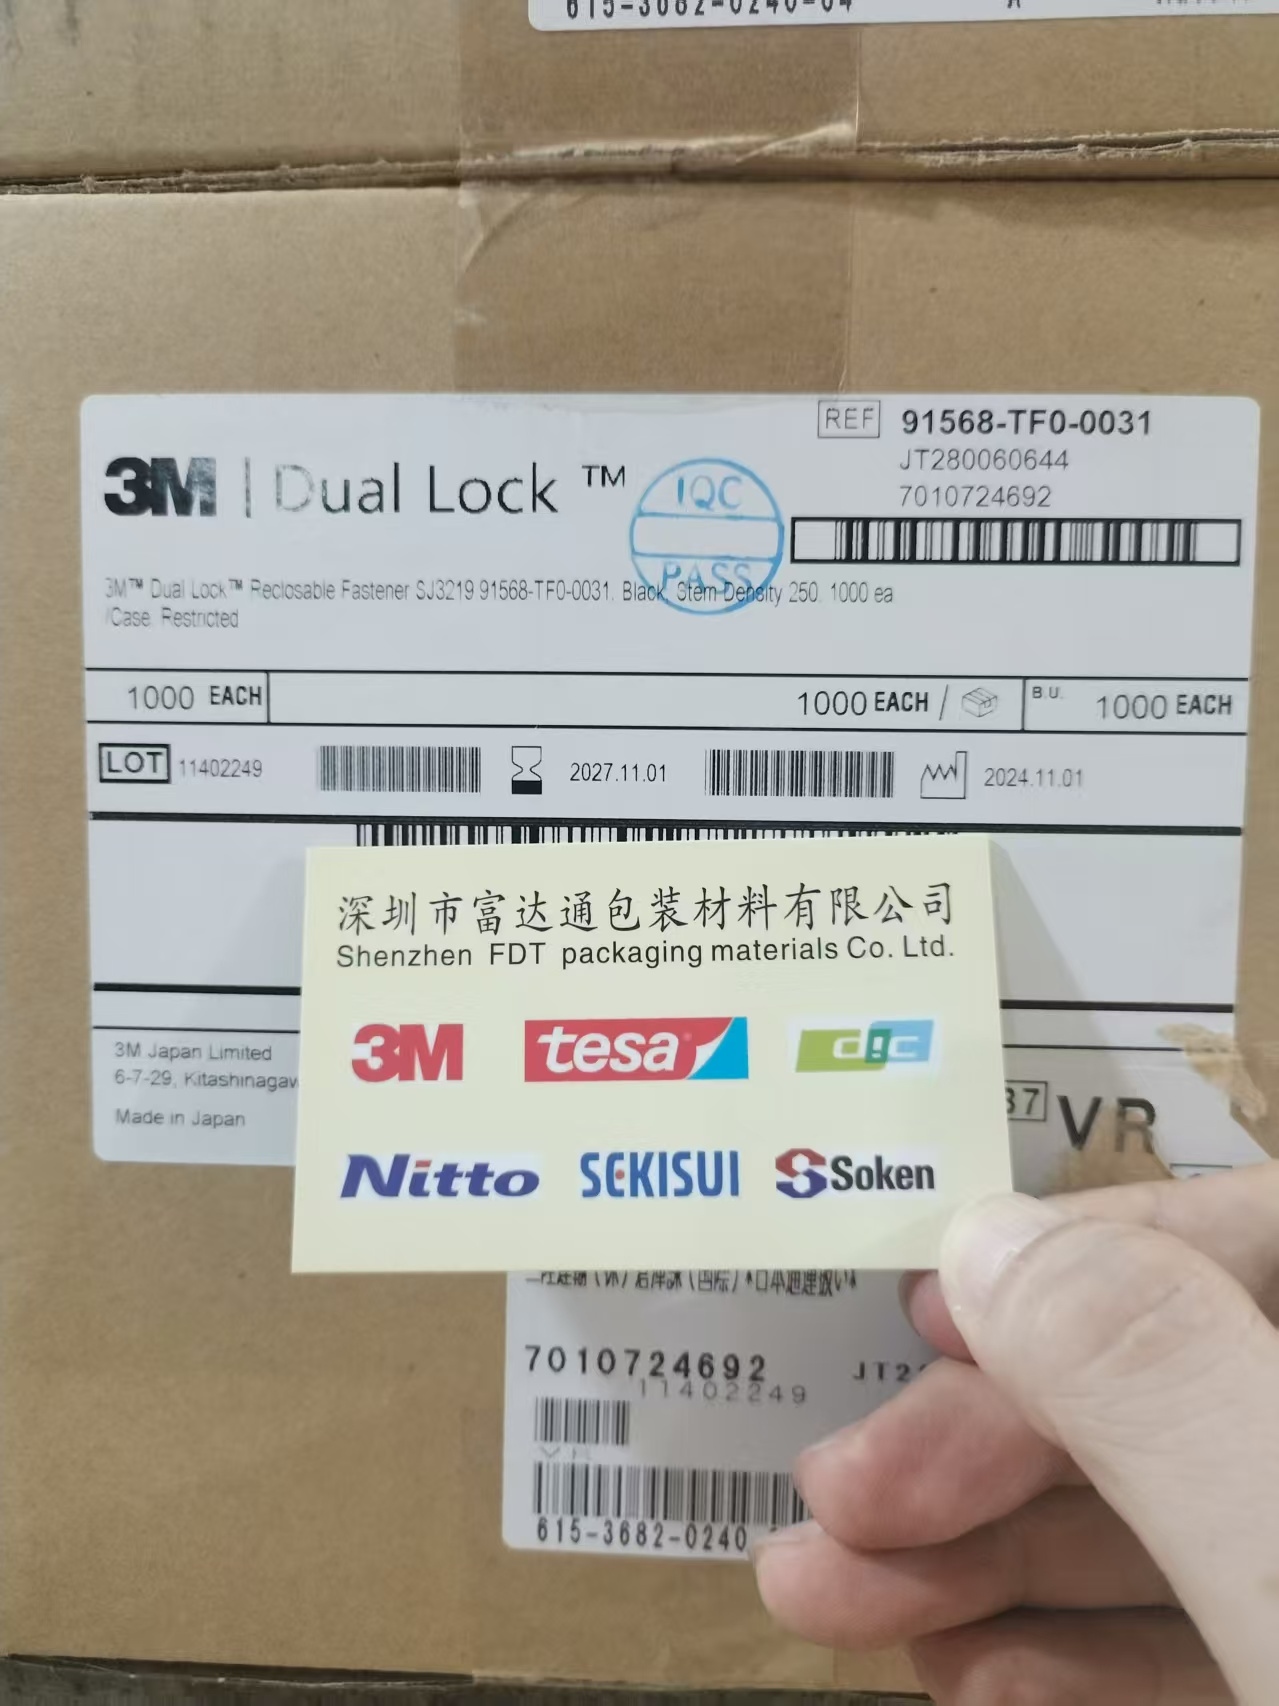 615-3682-0240-04
REF 91568-TF0-0031
JT280060644
7010724692
3M | Dual Lock ™
IQC
PASS
3M™ Dual Lock™ Reclosable Fastener SJ3219 91568-TF0-0031, Black, Stem Density 250, 1000 ea
/Case, Restricted
1000 EACH 1000 EACH / B.U. 1000 EACH
LOT 11402249 2027.11.01 2024.11.01
深圳市富达通包装材料有限公司
Shenzhen FDT packaging materials Co. Ltd.
3M tesa dgc
Nitto SEKISUI Soken
3M Japan Limited
6-7-29, Kitashinagaw
Made in Japan
37 VR
7010724692 JT2
11402249
VR
615-3682-0240